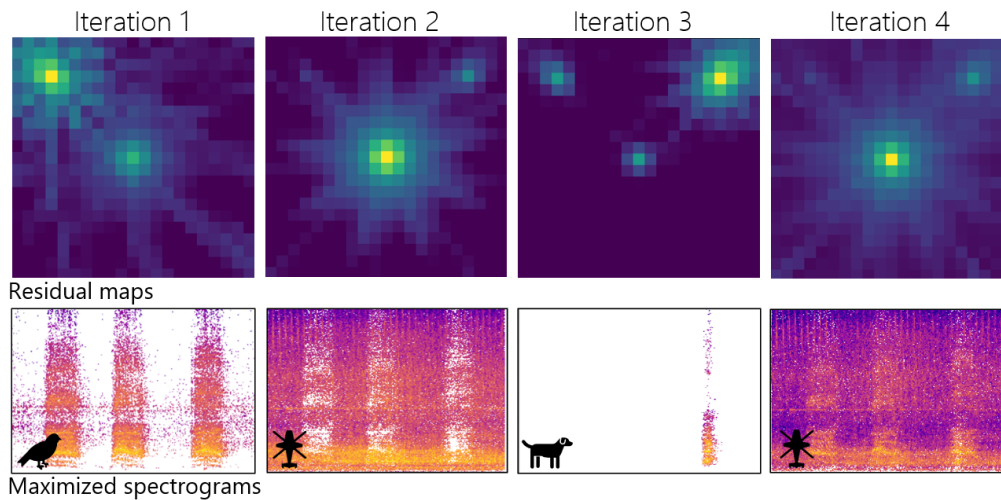 Iteration 1 Iteration 2 Iteration 3 Iteration 4
Residual maps
Maximized spectrograms